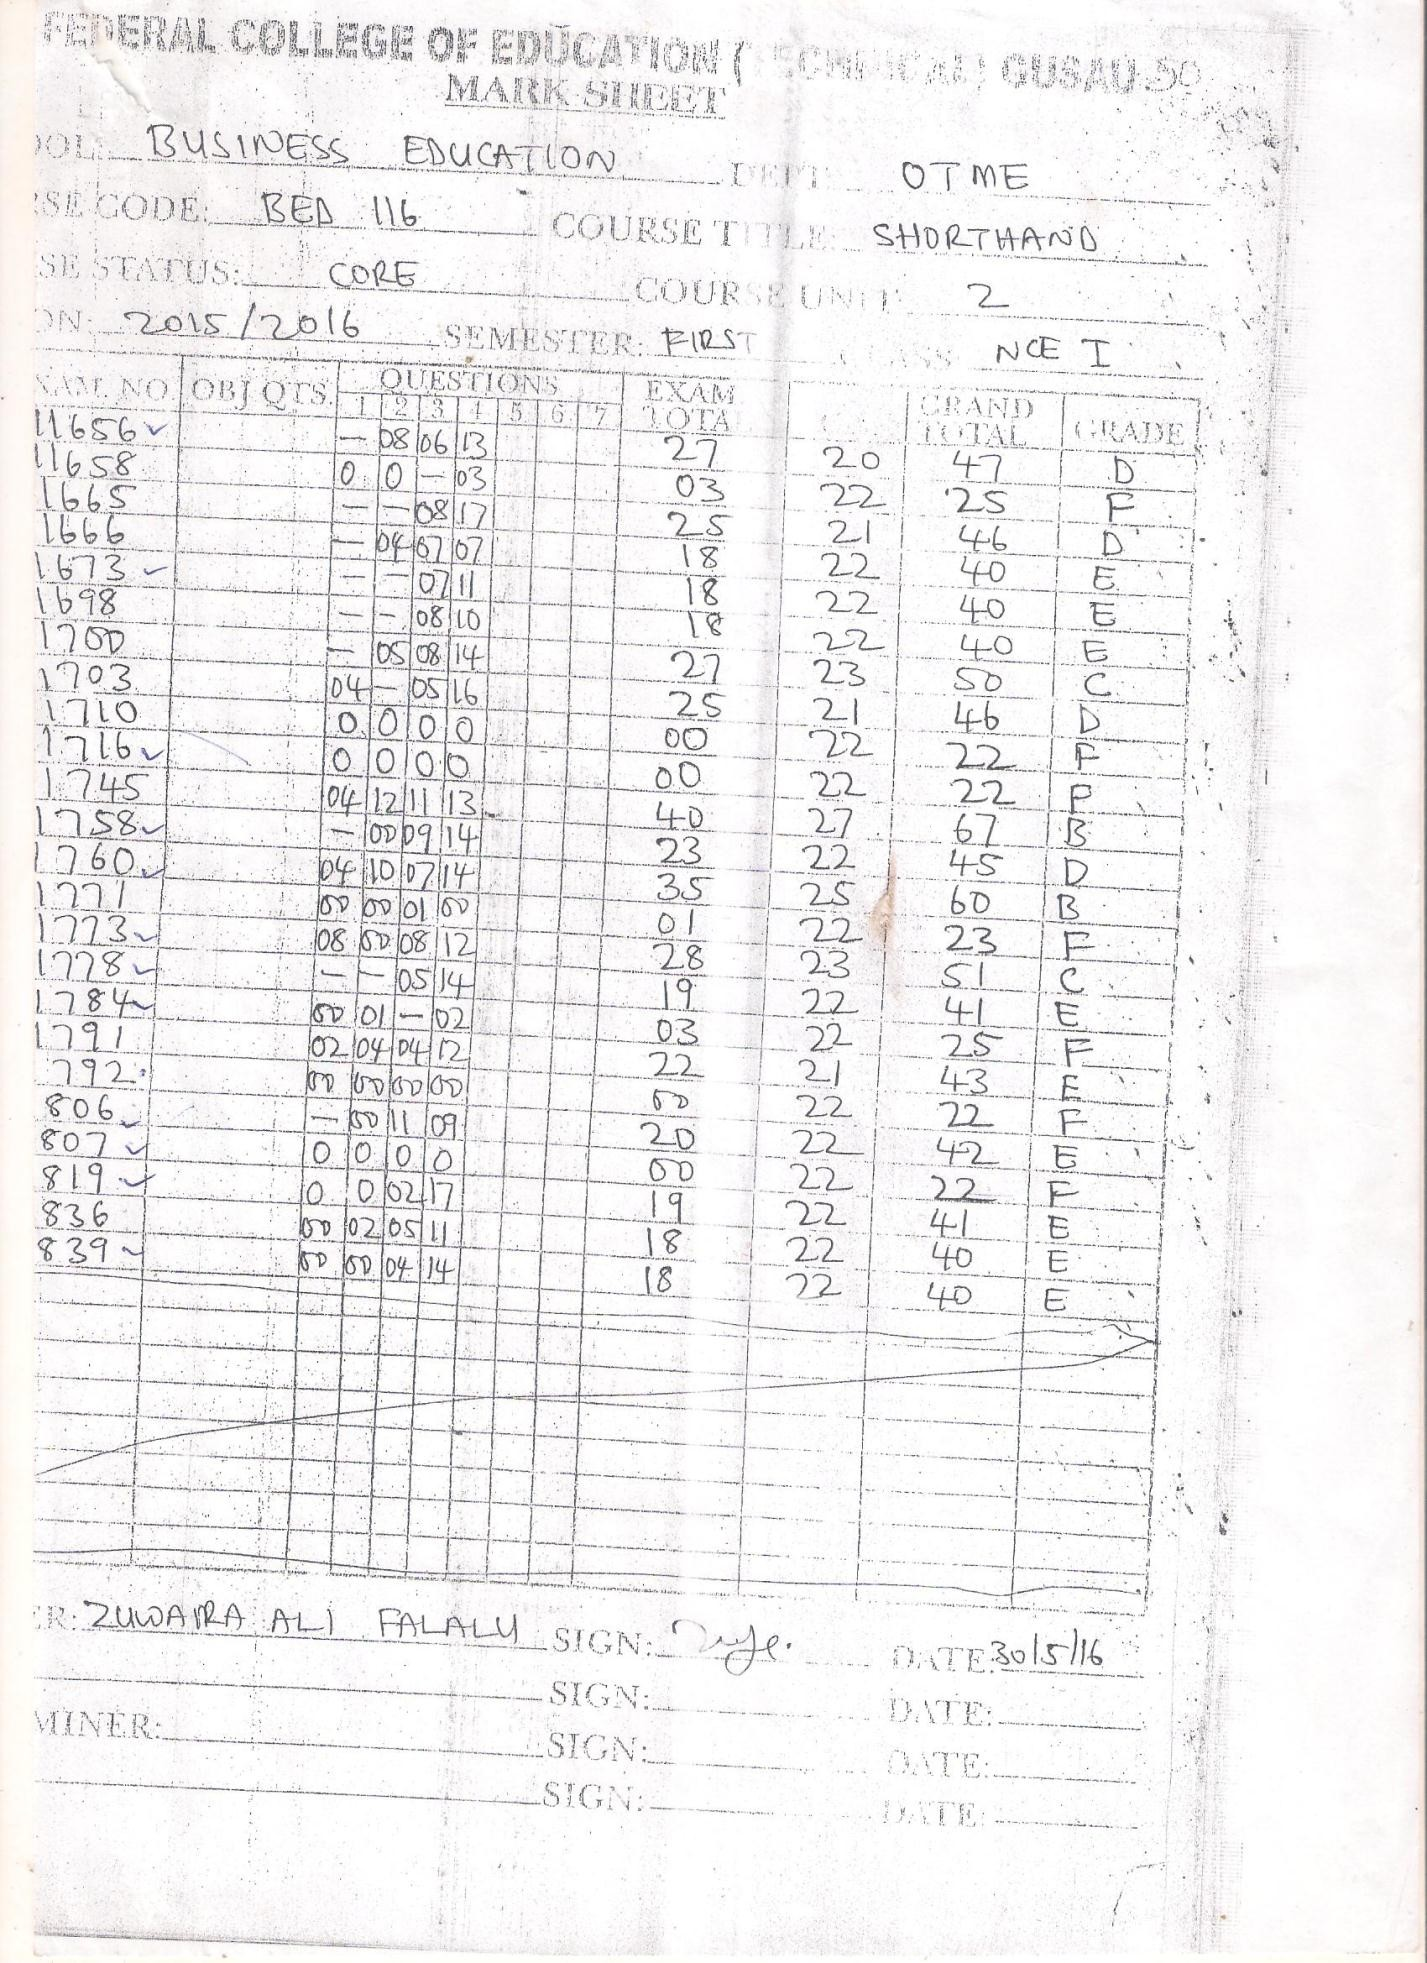 FEDERAL COLLEGE OF EDUCATION (TECHNICAL) GUSAU
MARK SHEET
OOL: BUSINESS EDUCATION DEPT: OTME
RSE CODE: BED 116 COURSE TITLE: SHORTHAND
SE STATUS: CORE COURSE UNIT: 2
ON: 2015/2016 SEMESTER: FIRST NCE I
XAM. NO OBJ QTS. QUESTIONS EXAM GRAND GRADE
1 2 3 4 5 6 7 TOTA TOTAL
11656 — 08 06 13 27 20 47 D
11658 0 0 — 03 03 22 25 F
1665 — — 08 17 25 21 46 D
1666 — 04 07 07 18 22 40 E
1673 — — 07 11 18 22 40 E
1698 — — 08 10 18 22 40 E
1700 — 05 08 14 27 23 50 C
1703 04 — 05 16 25 21 46 D
1710 0 0 0 0 00 22 22 F
1716 0 0 0 0 00 22 22 F
1745 04 12 11 13 40 27 67 B
1758 — 00 09 14 23 22 45 D
1760 04 10 07 14 35 25 60 B
1771 00 00 01 00 01 22 23 F
1773 08 00 08 12 28 23 51 C
1778 — — 05 14 19 22 41 E
1784 00 01 — 02 03 22 25 F
1791 02 04 04 12 22 21 43 E
792 00 00 00 00 00 22 22 F
806 — 00 11 09 20 22 42 E
807 0 0 0 0 00 22 22 F
819 0 0 02 17 19 22 41 E
836 00 02 05 11 18 22 40 E
839 00 00 04 14 18 22 40 E
ER: ZUWAIRA ALI FALALU SIGN: DATE: 30/5/16
SIGN: DATE:
MINER: SIGN: DATE:
SIGN: DATE: